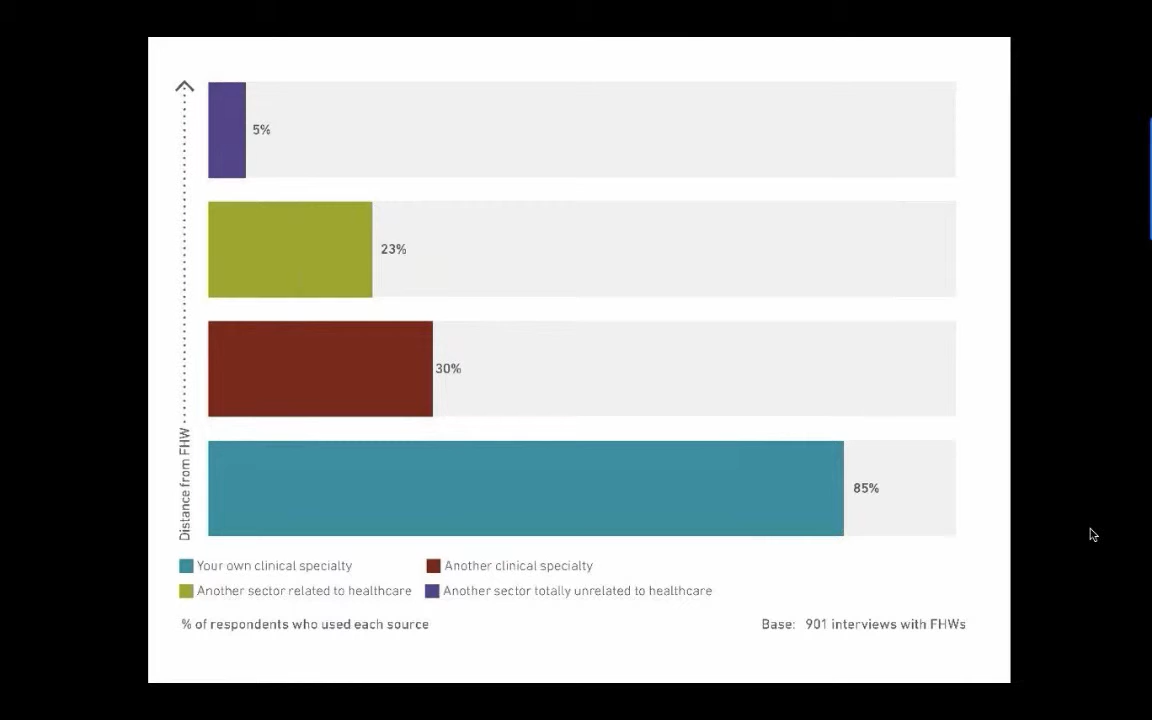 5%
23%
30%
85%
Distance from FHW
Your own clinical specialty
Another clinical specialty
Another sector related to healthcare
Another sector totally unrelated to healthcare
% of respondents who used each source
Base: 901 interviews with FHWs